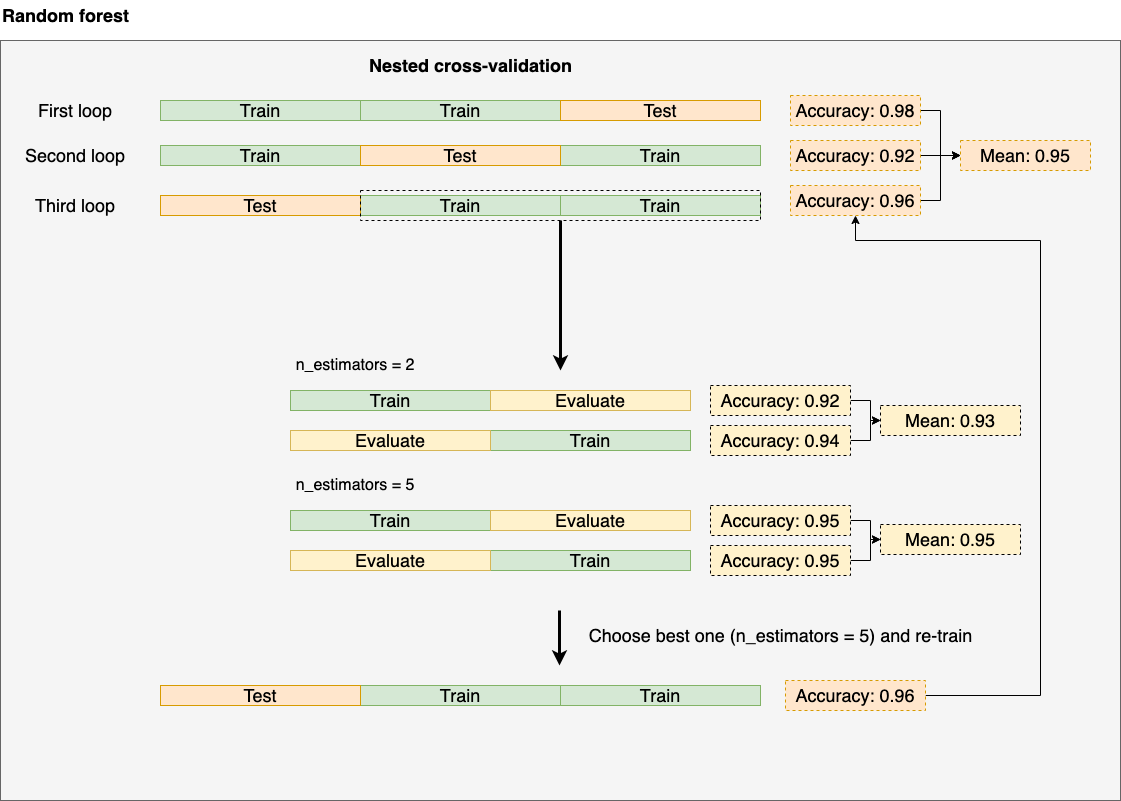 Random forest
Nested cross-validation
First loop Train Train Test Accuracy: 0.98
Second loop Train Test Train Accuracy: 0.92 Mean: 0.95
Third loop Test Train Train Accuracy: 0.96
n_estimators = 2
Train Evaluate Accuracy: 0.92
Mean: 0.93
Evaluate Train Accuracy: 0.94
n_estimators = 5
Train Evaluate Accuracy: 0.95
Mean: 0.95
Evaluate Train Accuracy: 0.95
Choose best one (n_estimators = 5) and re-train
Test Train Train Accuracy: 0.96